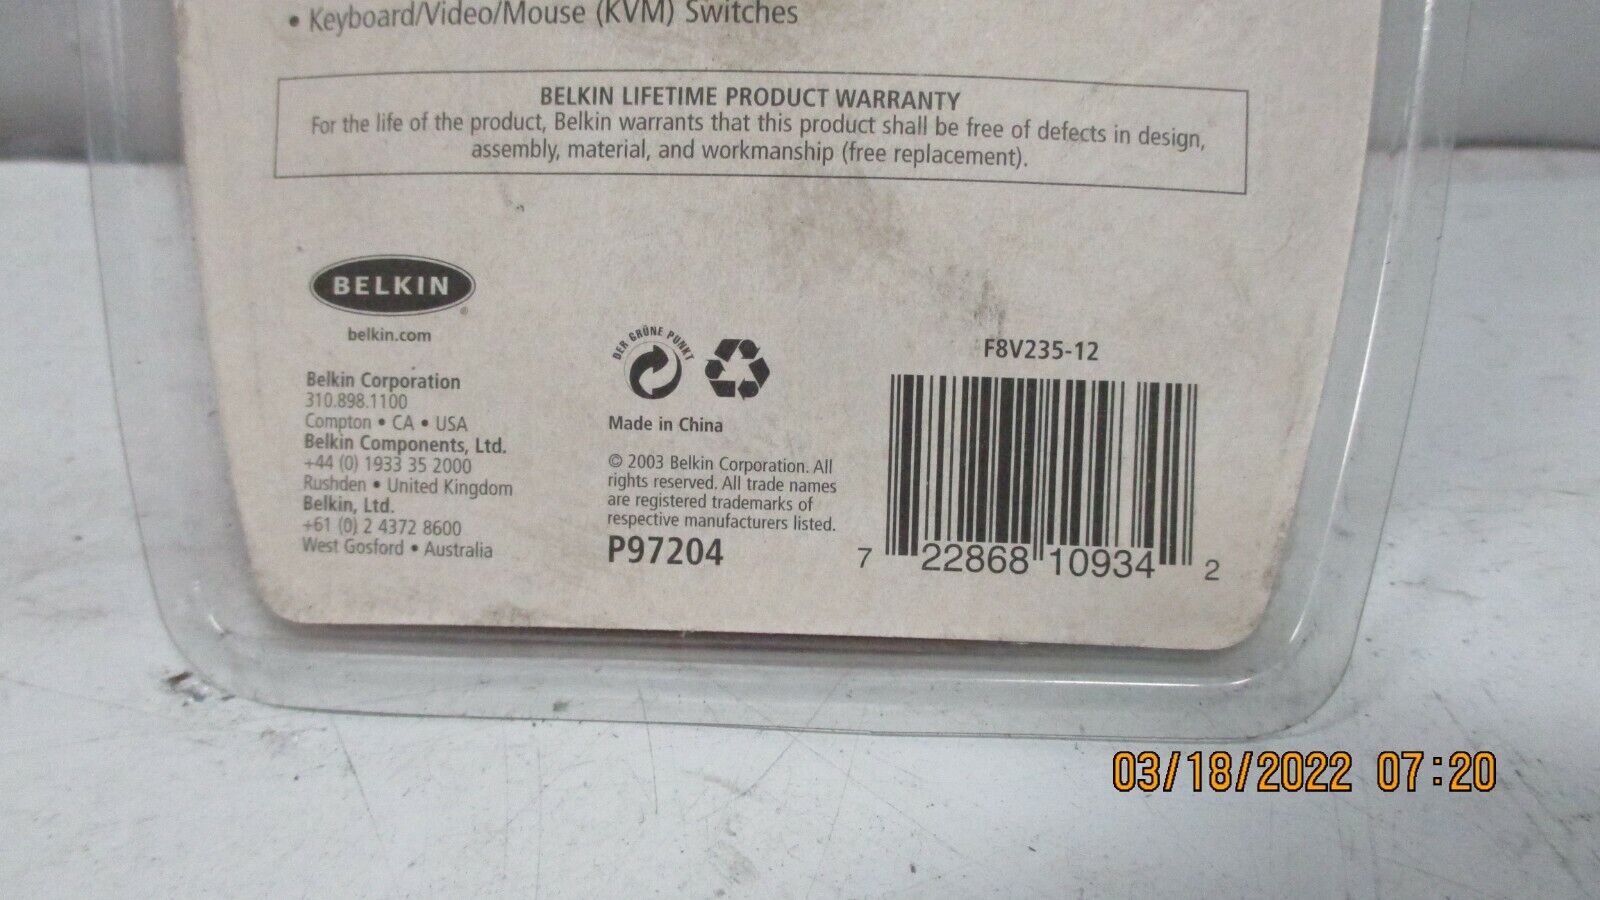 • Keyboard/Video/Mouse (KVM) Switches
BELKIN LIFETIME PRODUCT WARRANTY
For the life of the product, Belkin warrants that this product shall be free of defects in design,
assembly, material, and workmanship (free replacement).
BELKIN®
belkin.com
Belkin Corporation
310.898.1100
Compton • CA • USA
Belkin Components, Ltd.
+44 (0) 1933 35 2000
Rushden • United Kingdom
Belkin, Ltd.
+61 (0) 2 4372 8600
West Gosford • Australia
DER GRÜNE PUNKT
Made in China
© 2003 Belkin Corporation. All
rights reserved. All trade names
are registered trademarks of
respective manufacturers listed.
P97204
F8V235-12
7 22868 10934 2
03/18/2022 07:20